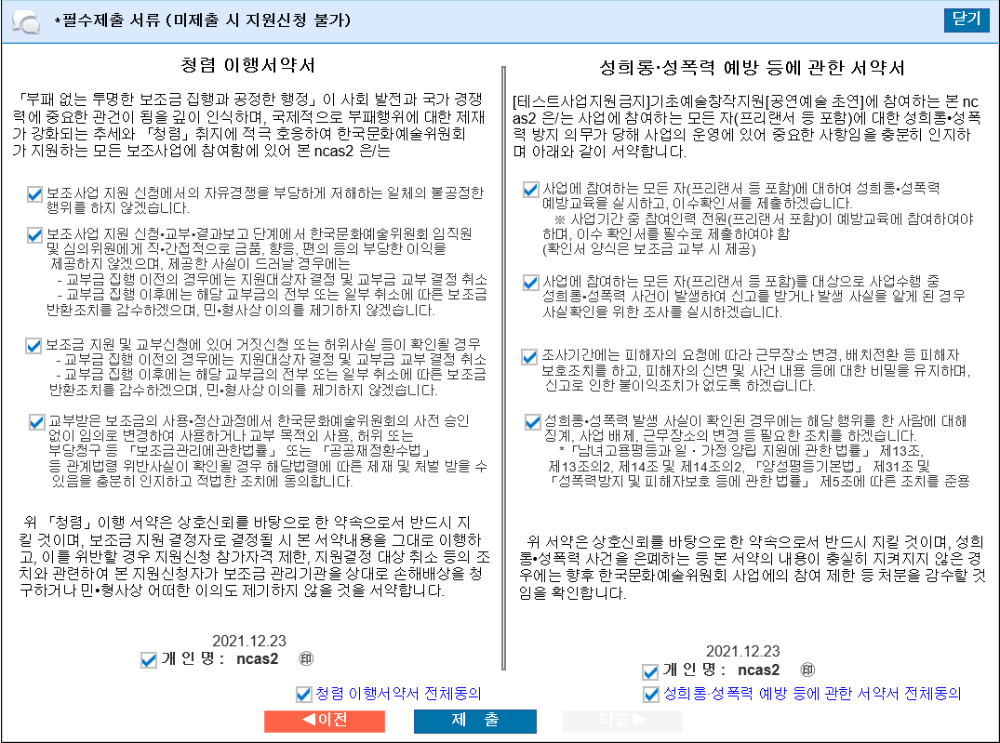 *필수제출 서류 (미제출 시 지원신청 불가)
닫기
청렴 이행서약서
「부패 없는 투명한 보조금 집행과 공정한 행정」이 사회 발전과 국가 경쟁
력에 중요한 관건이 됨을 깊이 인식하며, 국제적으로 부패행위에 대한 제재
가 강화되는 추세와 「청렴」취지에 적극 호응하여 한국문화예술위원회
가 지원하는 모든 보조사업에 참여함에 있어 본 ncas2 은/는
보조사업 지원 신청에서의 자유경쟁을 부당하게 저해하는 일체의 불공정한
행위를 하지 않겠습니다.
보조사업 지원 신청•교부•결과보고 단계에서 한국문화예술위원회 임직원
및 심의위원에게 직•간접적으로 금품, 향응, 편의 등의 부당한 이익을
제공하지 않겠으며, 제공한 사실이 드러날 경우에는
- 교부금 집행 이전의 경우에는 지원대상자 결정 및 교부금 교부 결정 취소
- 교부금 집행 이후에는 해당 교부금의 전부 또는 일부 취소에 따른 보조금
반환조치를 감수하겠으며, 민•형사상 이의를 제기하지 않겠습니다.
보조금 지원 및 교부신청에 있어 거짓신청 또는 허위사실 등이 확인될 경우
- 교부금 집행 이전의 경우에는 지원대상자 결정 및 교부금 교부 결정 취소
- 교부금 집행 이후에는 해당 교부금의 전부 또는 일부 취소에 따른 보조금
반환조치를 감수하겠으며, 민•형사상 이의를 제기하지 않겠습니다.
교부받은 보조금의 사용•정산과정에서 한국문화예술위원회의 사전 승인
없이 임의로 변경하여 사용하거나 교부 목적외 사용, 허위 또는
부당청구 등 「보조금관리에관한법률」 또는 「공공재정환수법」
등 관계법령 위반사실이 확인될 경우 해당법령에 따른 제재 및 처벌 받을 수
있음을 충분히 인지하고 적법한 조치에 동의합니다.
위 「청렴」이행 서약은 상호신뢰를 바탕으로 한 약속으로서 반드시 지
킬 것이며, 보조금 지원 결정자로 결정될 시 본 서약내용을 그대로 이행하
고, 이를 위반할 경우 지원신청 참가자격 제한, 지원결정 대상 취소 등의 조
치와 관련하여 본 지원신청자가 보조금 관리기관을 상대로 손해배상을 청
구하거나 민•형사상 어떠한 이의도 제기하지 않을 것을 서약합니다.
2021.12.23
개 인 명 : ncas2 ㊞
청렴 이행서약서 전체동의
성희롱·성폭력 예방 등에 관한 서약서
[테스트사업지원금지]기초예술창작지원[공연예술 초연]에 참여하는 본 nc
as2 은/는 사업에 참여하는 모든 자(프리랜서 등 포함)에 대한 성희롱•성폭
력 방지 의무가 당해 사업의 운영에 있어 중요한 사항임을 충분히 인지하
며 아래와 같이 서약합니다.
사업에 참여하는 모든 자(프리랜서 등 포함)에 대하여 성희롱•성폭력
예방교육을 실시하고, 이수확인서를 제출하겠습니다.
※ 사업기간 중 참여인력 전원(프리랜서 포함)이 예방교육에 참여하여야
하며, 이수 확인서를 필수로 제출하여야 함
(확인서 양식은 보조금 교부 시 제공)
사업에 참여하는 모든 자(프리랜서 등 포함)를 대상으로 사업수행 중
성희롱•성폭력 사건이 발생하여 신고를 받거나 발생 사실을 알게 된 경우
사실확인을 위한 조사를 실시하겠습니다.
조사기간에는 피해자의 요청에 따라 근무장소 변경, 배치전환 등 피해자
보호조치를 하고, 피해자의 신변 및 사건 내용 등에 대한 비밀을 유지하며,
신고로 인한 불이익조치가 없도록 하겠습니다.
성희롱•성폭력 발생 사실이 확인된 경우에는 해당 행위를 한 사람에 대해
징계, 사업 배제, 근무장소의 변경 등 필요한 조치를 하겠습니다.
*「남녀고용평등과 일ㆍ가정 양립 지원에 관한 법률」 제13조,
제13조의2, 제14조 및 제14조의2, 「양성평등기본법」 제31조 및
「성폭력방지 및 피해자보호 등에 관한 법률」 제5조에 따른 조치를 준용
위 서약은 상호신뢰를 바탕으로 한 약속으로서 반드시 지킬 것이며, 성희
롱•성폭력 사건을 은폐하는 등 본 서약의 내용이 충실히 지켜지지 않은 경
우에는 향후 한국문화예술위원회 사업에의 참여 제한 등 처분을 감수할 것
임을 확인합니다.
2021.12.23
개 인 명 : ncas2 ㊞
성희롱·성폭력 예방 등에 관한 서약서 전체동의
◀이전
제 출
다음▶